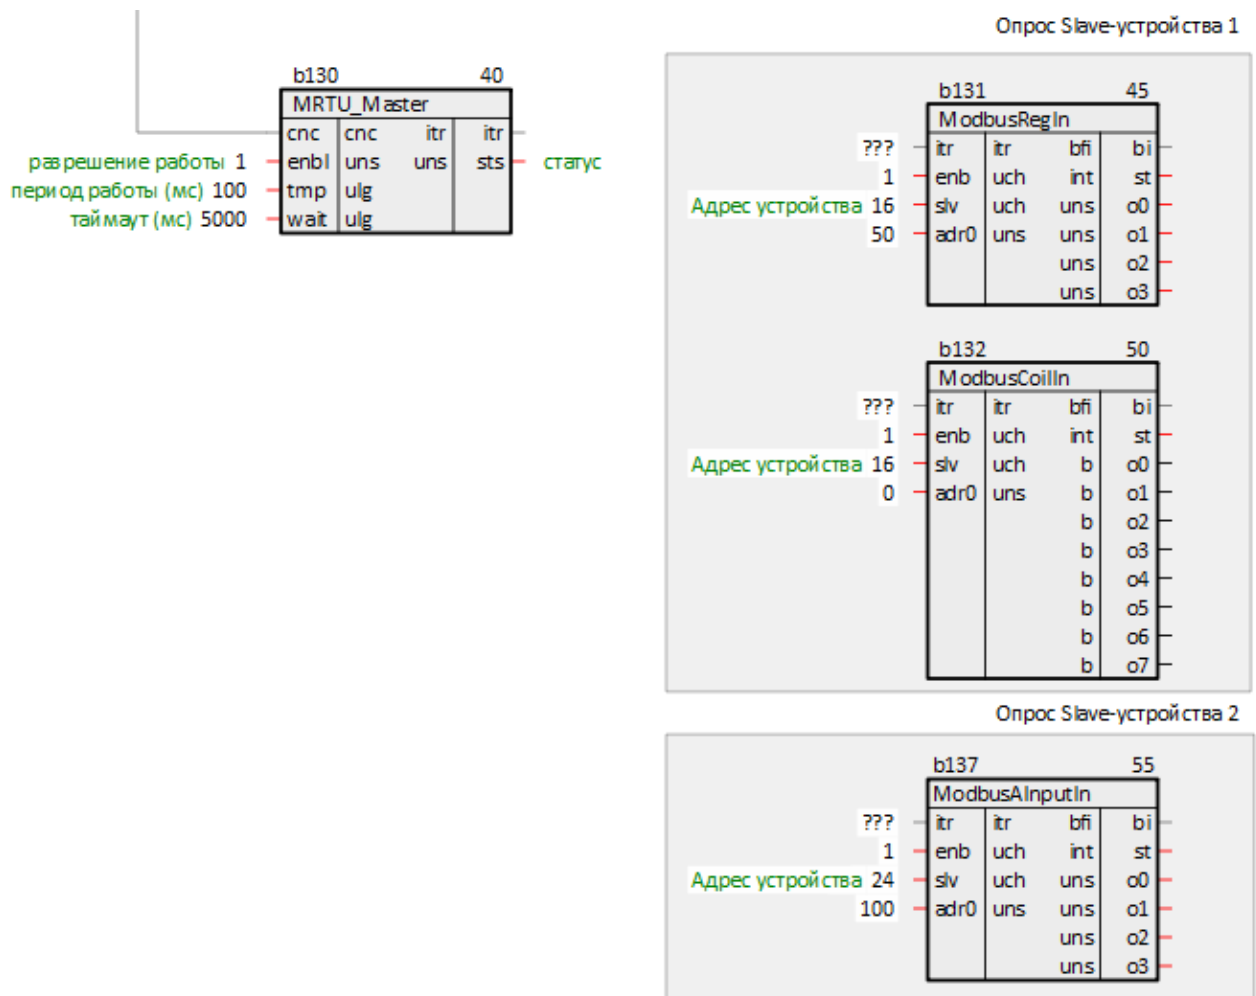 Опрос Slave-устройства 1
b130 40
MRTU_Master
cnc cnc itr itr
разрешение работы 1 enbl uns uns sts статус
период работы (мс) 100 tmp ulg
таймаут (мс) 5000 wait ulg
b131 45
ModbusRegIn
??? itr itr bfi bi
1 enb uch int st
Адрес устройства 16 slv uch uns o0
50 adr0 uns uns o1
uns o2
uns o3
b132 50
ModbusCoilIn
??? itr itr bfi bi
1 enb uch int st
Адрес устройства 16 slv uch b o0
0 adr0 uns b o1
b o2
b o3
b o4
b o5
b o6
b o7
Опрос Slave-устройства 2
b137 55
ModbusAInputIn
??? itr itr bfi bi
1 enb uch int st
Адрес устройства 24 slv uch uns o0
100 adr0 uns uns o1
uns o2
uns o3